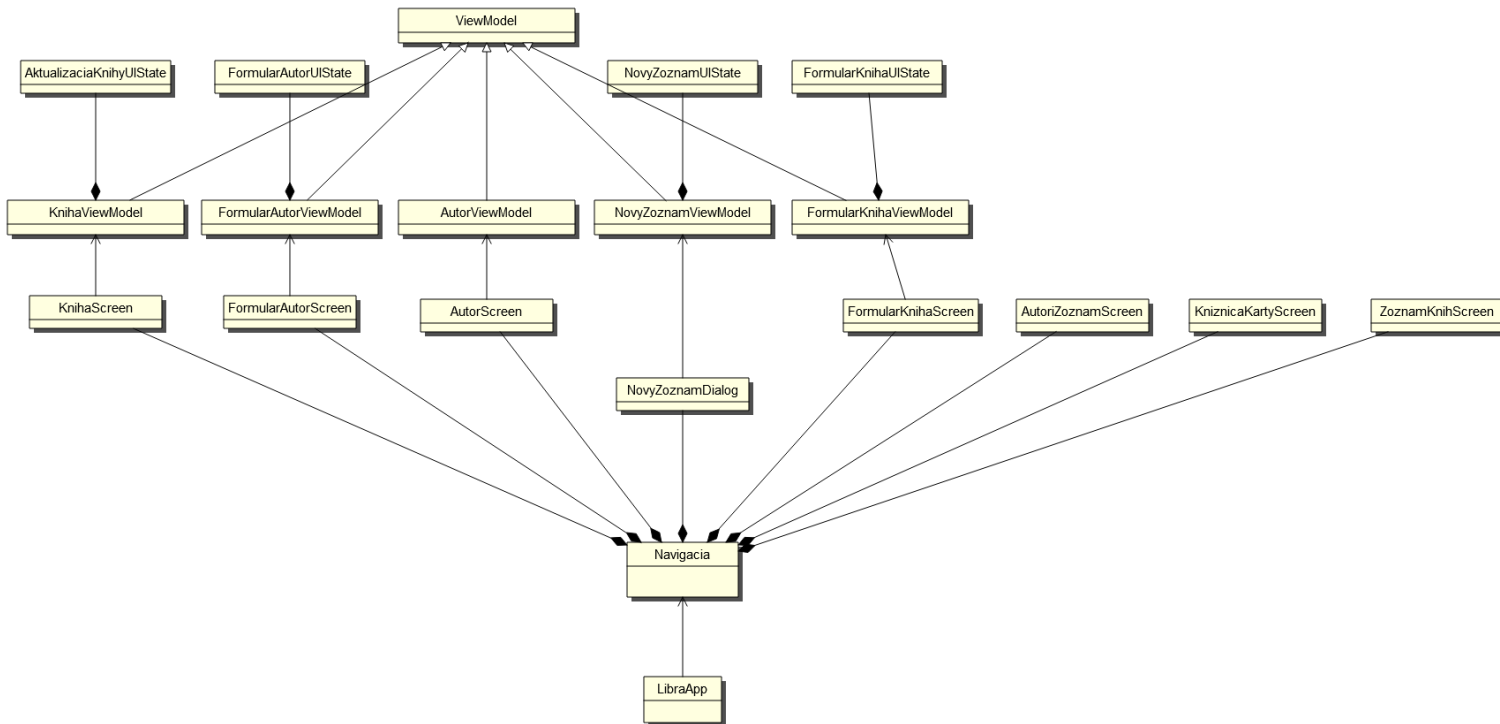 ViewModel
AktualizaciaKnihyUIState
FormularAutorUIState
NovyZoznamUIState
FormularKnihaUIState
KnihaViewModel
FormularAutorViewModel
AutorViewModel
NovyZoznamViewModel
FormularKnihaViewModel
KnihaScreen
FormularAutorScreen
AutorScreen
FormularKnihaScreen
AutoriZoznamScreen
KniznicaKartyScreen
ZoznamKnihScreen
NovyZoznamDialog
Navigacia
LibraApp